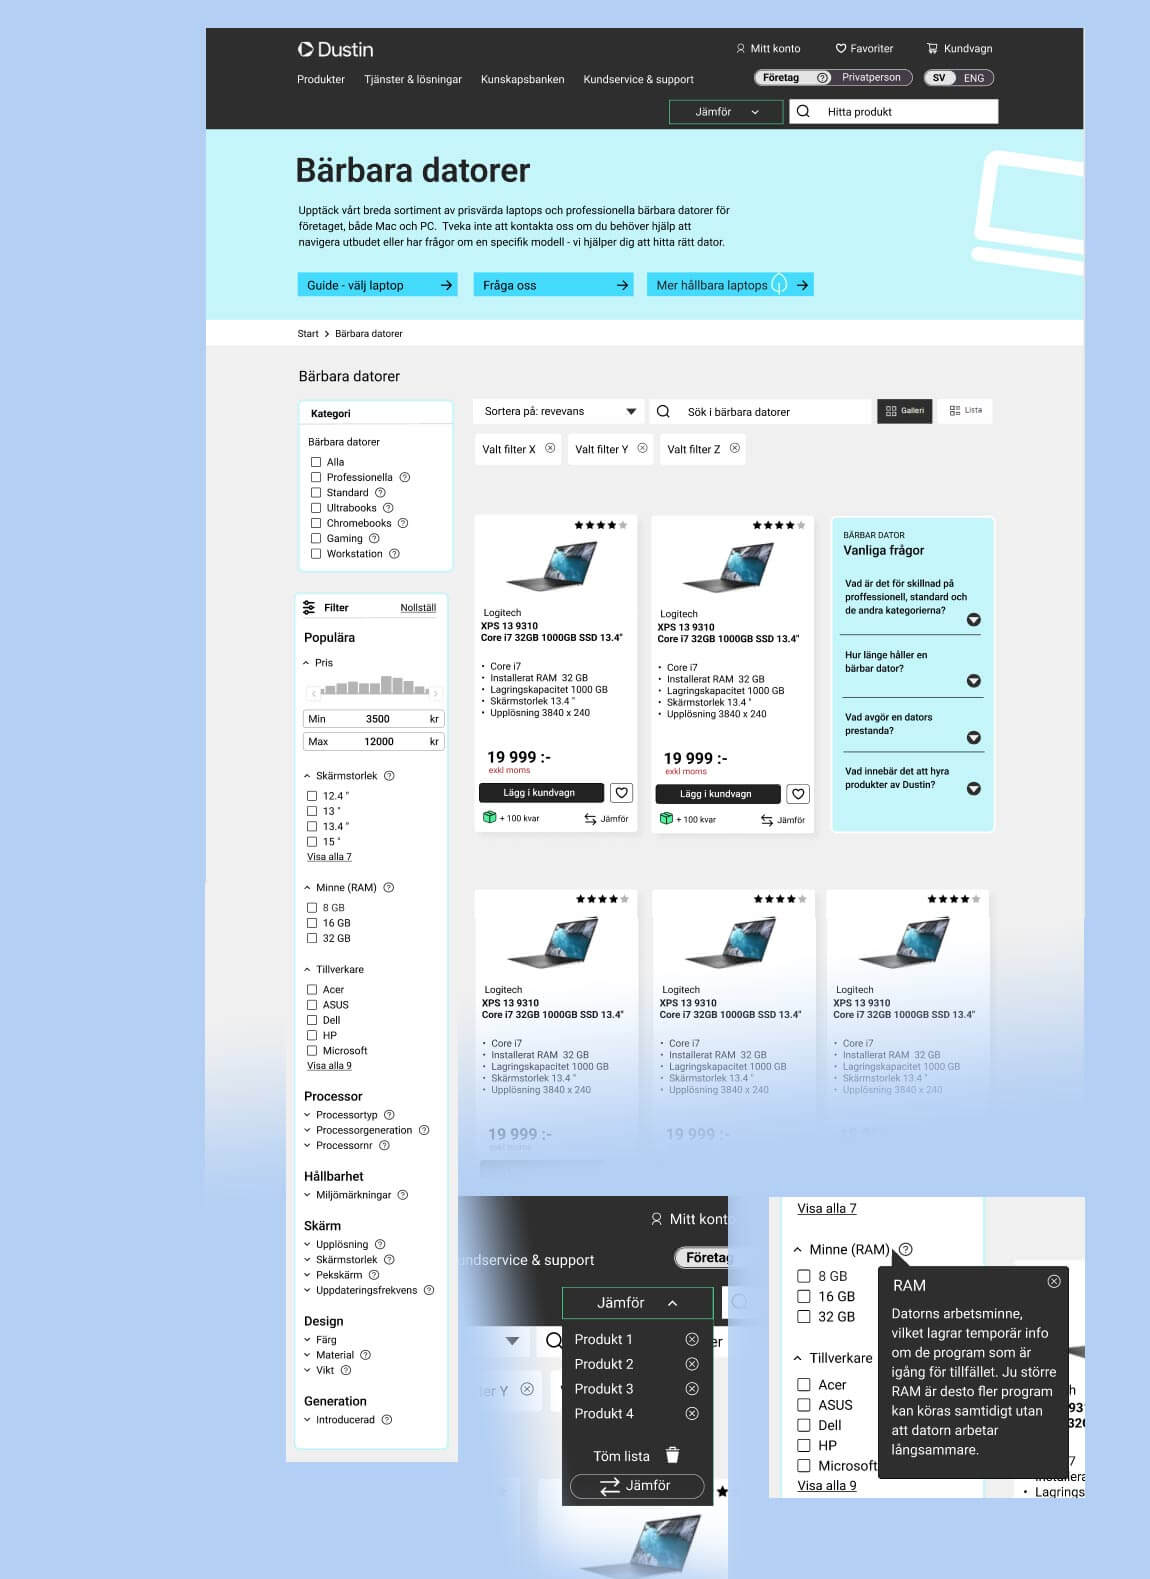 Dustin
Mitt konto
Favoriter
Kundvagn
Produkter
Tjänster & lösningar
Kunskapsbanken
Kundservice & support
Företag
Privatperson
SV
ENG
Jämför
Hitta produkt
Bärbara datorer
Upptäck vårt breda sortiment av prisvärda laptops och professionella bärbara datorer för
företaget, både Mac och PC. Tveka inte att kontakta oss om du behöver hjälp att
navigera utbudet eller har frågor om en specifik modell - vi hjälper dig att hitta rätt dator.
Guide - välj laptop
Fråga oss
Mer hållbara laptops
Start > Bärbara datorer
Bärbara datorer
Kategori
Bärbara datorer
Alla
Professionella
Standard
Ultrabooks
Chromebooks
Gaming
Workstation
Sortera på: revevans
Sök i bärbara datorer
Galleri
Lista
Valt filter X
Valt filter Y
Valt filter Z
Filter
Nollställ
Populära
Pris
Min 3500 kr
Max 12000 kr
Skärmstorlek
12.4 "
13 "
13.4 "
15 "
Visa alla 7
Minne (RAM)
8 GB
16 GB
32 GB
Tillverkare
Acer
ASUS
Dell
HP
Microsoft
Visa alla 9
Processor
Processortyp
Processorgeneration
Processornr
Hållbarhet
Miljömärkningar
Skärm
Upplösning
Skärmstorlek
Pekskärm
Uppdateringsfrekvens
Design
Färg
Material
Vikt
Generation
Introducerad
Logitech
XPS 13 9310
Core i7 32GB 1000GB SSD 13.4"
• Core i7
• Installerat RAM 32 GB
• Lagringskapacitet 1000 GB
• Skärmstorlek 13.4 "
• Upplösning 3840 x 240
19 999 :-
exkl moms
Lägg i kundvagn
+ 100 kvar
Jämför
Logitech
XPS 13 9310
Core i7 32GB 1000GB SSD 13.4"
• Core i7
• Installerat RAM 32 GB
• Lagringskapacitet 1000 GB
• Skärmstorlek 13.4 "
• Upplösning 3840 x 240
19 999 :-
exkl moms
Lägg i kundvagn
+ 100 kvar
Jämför
BÄRBAR DATOR
Vanliga frågor
Vad är det för skillnad på
proffessionell, standard och
de andra kategorierna?
Hur länge håller en
bärbar dator?
Vad avgör en dators
prestanda?
Vad innebär det att hyra
produkter av Dustin?
Logitech
XPS 13 9310
Core i7 32GB 1000GB SSD 13.4"
• Core i7
• Installerat RAM 32 GB
• Lagringskapacitet 1000 GB
• Skärmstorlek 13.4 "
• Upplösning 3840 x 240
19 999 :-
exkl moms
Logitech
XPS 13 9310
Core i7 32GB 1000GB SSD 13.4"
• Core i7
• Installerat RAM 32 GB
• Lagringskapacitet 1000 GB
• Skärmstorlek 13.4 "
• Upplösning 3840 x 240
19 999 :-
Logitech
XPS 13 9310
Core i7 32GB 1000GB SSD 13.4"
• Core i7
• Installerat RAM 32 GB
• Lagringskapacitet 1000 GB
• Skärmstorlek 13.4 "
• Upplösning 3840 x 240
19 999 :-
Mitt konto
undservice & support
Företag
Jämför
Produkt 1
Produkt 2
Produkt 3
Produkt 4
er
er Y
Töm lista
Jämför
Visa alla 7
Minne (RAM)
8 GB
16 GB
32 GB
Tillverkare
Acer
ASUS
Dell
HP
Microsoft
Visa alla 9
RAM
Datorns arbetsminne,
vilket lagrar temporär info
om de program som är
igång för tillfället. Ju större
RAM är desto fler program
kan köras samtidigt utan
att datorn arbetar
långsammare.
h
931
32G
7
• Lagrings